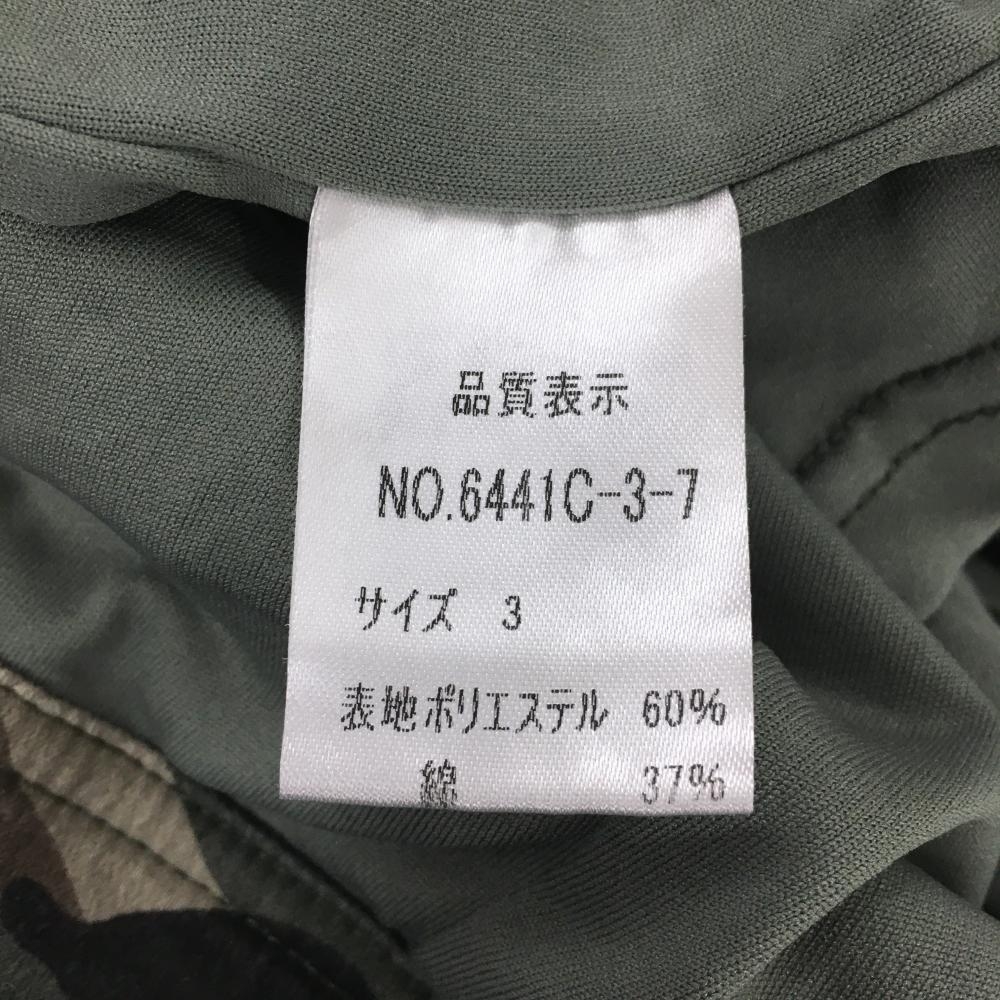 品質表示
NO.6441C-3-7
サイズ 3
表地ポリエステル 60%
綿 37%